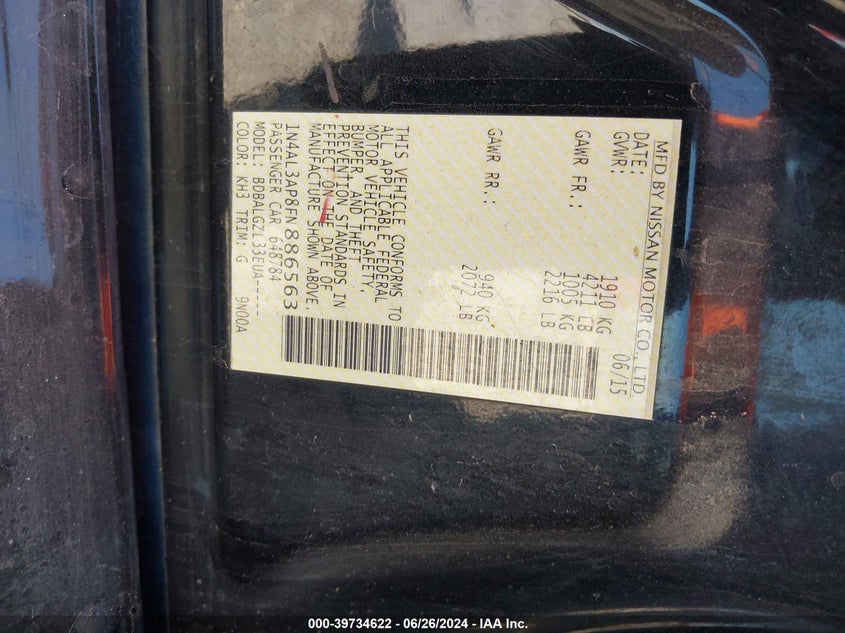 MFD BY NISSAN MOTOR CO., LTD.
DATE: 06/15
GVWR: 1910 KG
4211 LB
GAWR FR.: 1005 KG
2216 LB
GAWR RR.: 940 KG
2072 LB
THIS VEHICLE CONFORMS TO
ALL APPLICABLE FEDERAL
MOTOR VEHICLE SAFETY,
BUMPER, AND THEFT
PREVENTION STANDARDS IN
EFFECT ON THE DATE OF
MANUFACTURE SHOWN ABOVE.
1N4AL3AP8FN886563
PASSENGER CAR 648784
MODEL: BDBALGZL33EUA-----
COLOR: KH3 TRIM: G 9N00A
000-39734622 - 06/26/2024 - IAA Inc.